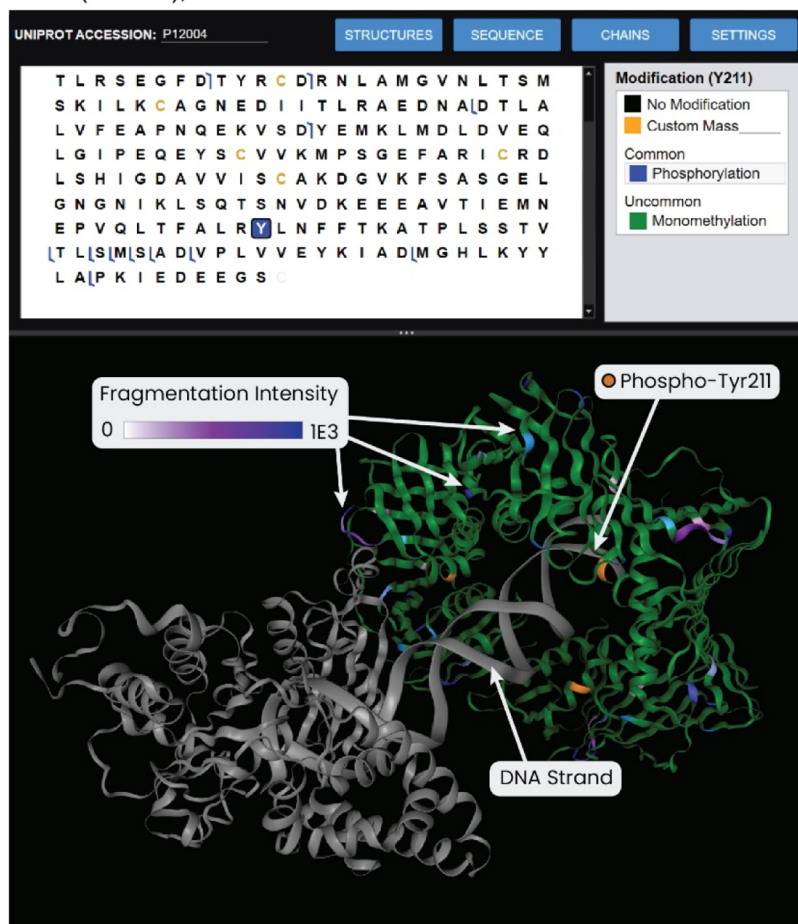 UNIPROT ACCESSION: P12004
STRUCTURES
SEQUENCE
CHAINS
SETTINGS
T L R S E G F D T Y R C D R N L A M G V N L T S M
S K I L K C A G N E D I I T L R A E D N A D T L A
L V F E A P N Q E K V S D Y E M K L M D L D V E Q
L G I P E Q E Y S C V V K M P S G E F A R I C R D
L S H I G D A V V I S C A K D G V K F S A S G E L
G N G N I K L S Q T S N V D K E E E A V T I E M N
E P V Q L T F A L R Y L N F F T K A T P L S S T V
T L S M S A D V P L V V E Y K I A D M G H L K Y Y
L A P K I E D E E G S C
Modification (Y211)
No Modification
Custom Mass
Common
Phosphorylation
Uncommon
Monomethylation
Fragmentation Intensity
0 1E3
Phospho-Tyr211
DNA Strand